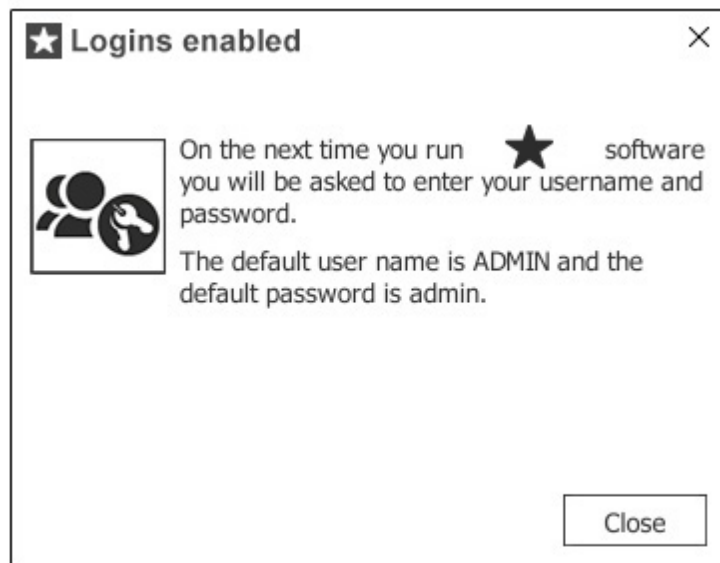 Logins enabled
On the next time you run software
you will be asked to enter your username and
password.
The default user name is ADMIN and the
default password is admin.
Close